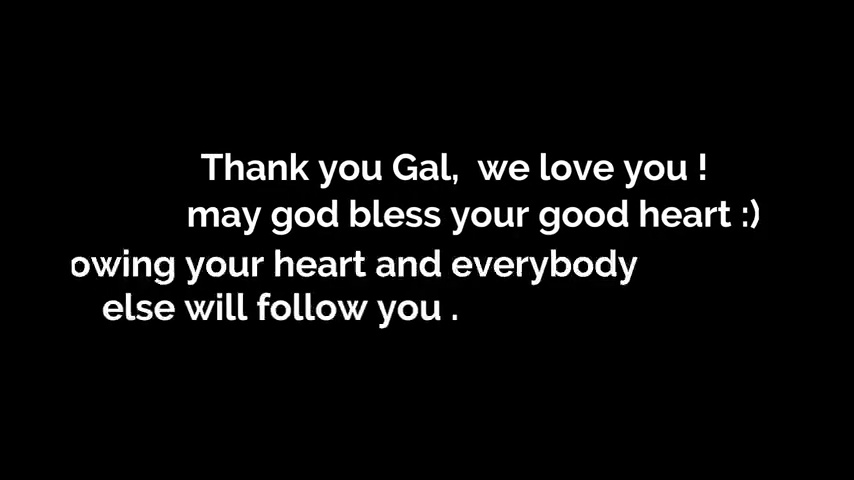 Thank you Gal, we love you !
may god bless your good heart :)
owing your heart and everybody
else will follow you .